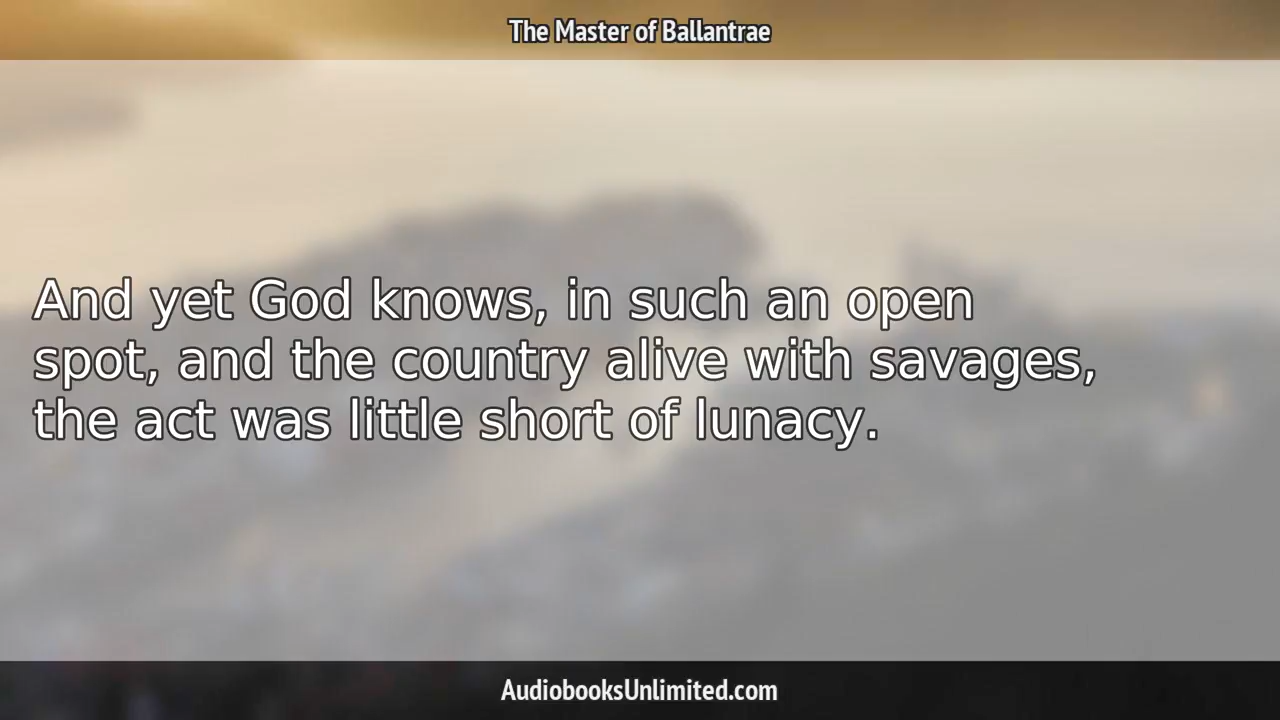 The Master of Ballantrae
And yet God knows, in such an open
spot, and the country alive with savages,
the act was little short of lunacy.
AudiobooksUnlimited.com